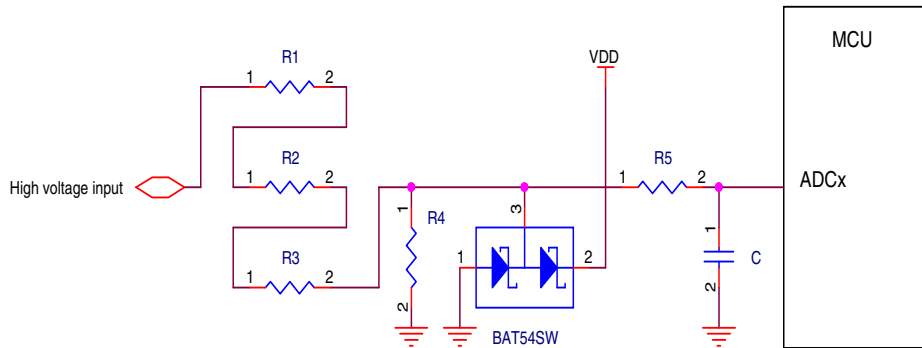 MCU
R1
VDD
1 2
R2
R5
1 2
1 2
High voltage input
ADCx
1
R4
3
1
R3
1 2
1 2
C
2
2
BAT54SW